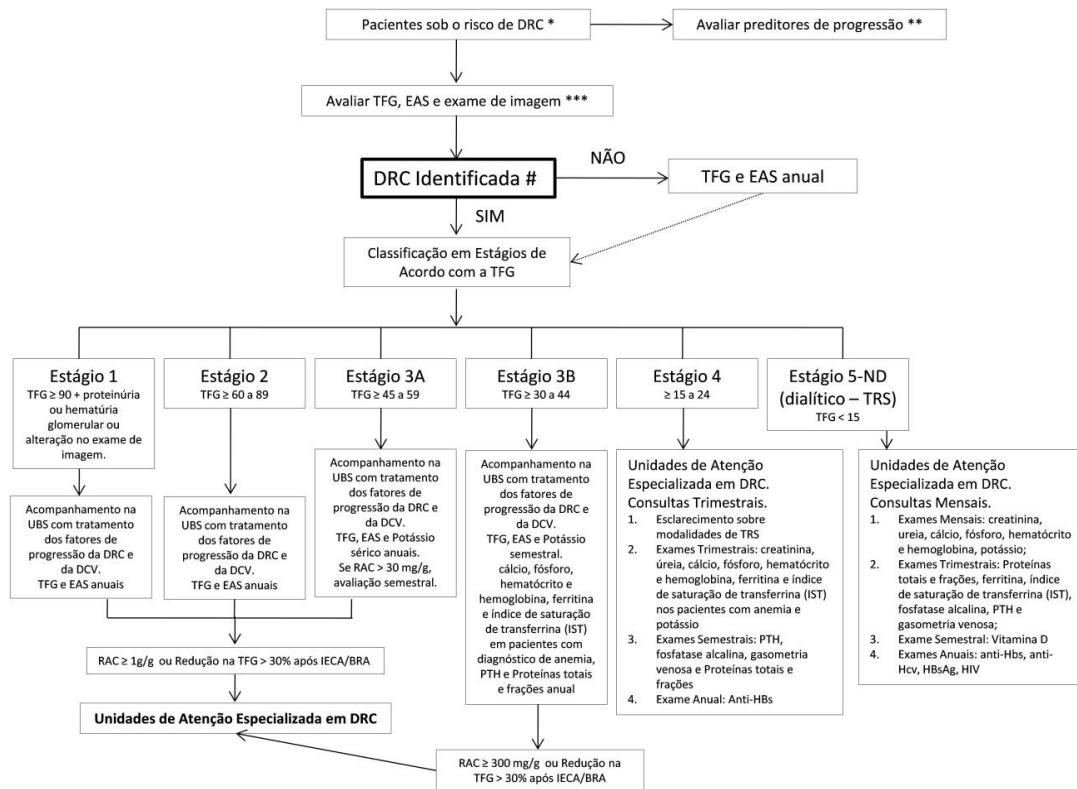 Pacientes sob o risco de DRC *
Avaliar preditores de progressão **
Avaliar TFG, EAS e exame de imagem ***
DRC Identificada #
NÃO
TFG e EAS anual
SIM
Classificação em Estágios de
Acordo com a TFG
Estágio 1
TFG ≥ 90 + proteinúria
ou hematúria
glomerular ou
alteração no exame de
imagem.
Acompanhamento na
UBS com tratamento
dos fatores de
progressão da DRC e
da DCV.
TFG e EAS anuais
Estágio 2
TFG ≥ 60 a 89
Acompanhamento na
UBS com tratamento
dos fatores de
progressão da DRC e
da DCV.
TFG e EAS anuais
Estágio 3A
TFG ≥ 45 a 59
Acompanhamento na
UBS com tratamento
dos fatores de
progressão da DRC e
da DCV.
TFG, EAS e Potássio
sérico anuais.
Se RAC > 30 mg/g,
avaliação semestral.
RAC ≥ 1g/g ou Redução na TFG > 30% após IECA/BRA
Unidades de Atenção Especializada em DRC
Estágio 3B
TFG ≥ 30 a 44
Acompanhamento na
UBS com tratamento
dos fatores de
progressão da DRC e
da DCV.
TFG, EAS e Potássio
semestral.
cálcio, fósforo,
hematócrito e
hemoglobina, ferritina
e índice de saturação
de transferrina (IST)
em pacientes com
diagnóstico de anemia,
PTH e Proteínas totais
e frações anual
RAC ≥ 300 mg/g ou Redução na
TFG > 30% após IECA/BRA
Estágio 4
≥ 15 a 24
Unidades de Atenção
Especializada em DRC.
Consultas Trimestrais.
1. Esclarecimento sobre
modalidades de TRS
2. Exames Trimestrais: creatinina,
úreia, cálcio, fósforo, hematócrito
e hemoglobina, ferritina e índice
de saturação de transferrina (IST)
nos pacientes com anemia e
potássio
3. Exames Semestrais: PTH,
fosfatase alcalina, gasometria
venosa e Proteínas totais e
frações
4. Exame Anual: Anti-HBs
Estágio 5-ND
(dialítico – TRS)
TFG < 15
Unidades de Atenção
Especializada em DRC.
Consultas Mensais.
1. Exames Mensais: creatinina,
ureia, cálcio, fósforo, hematócrito
e hemoglobina, potássio;
2. Exames Trimestrais: Proteínas
totais e frações, ferritina, índice
de saturação de transferrina (IST),
fosfatase alcalina, PTH e
gasometria venosa;
3. Exame Semestral: Vitamina D
4. Exames Anuais: anti-Hbs, anti-
Hcv, HBsAg, HIV